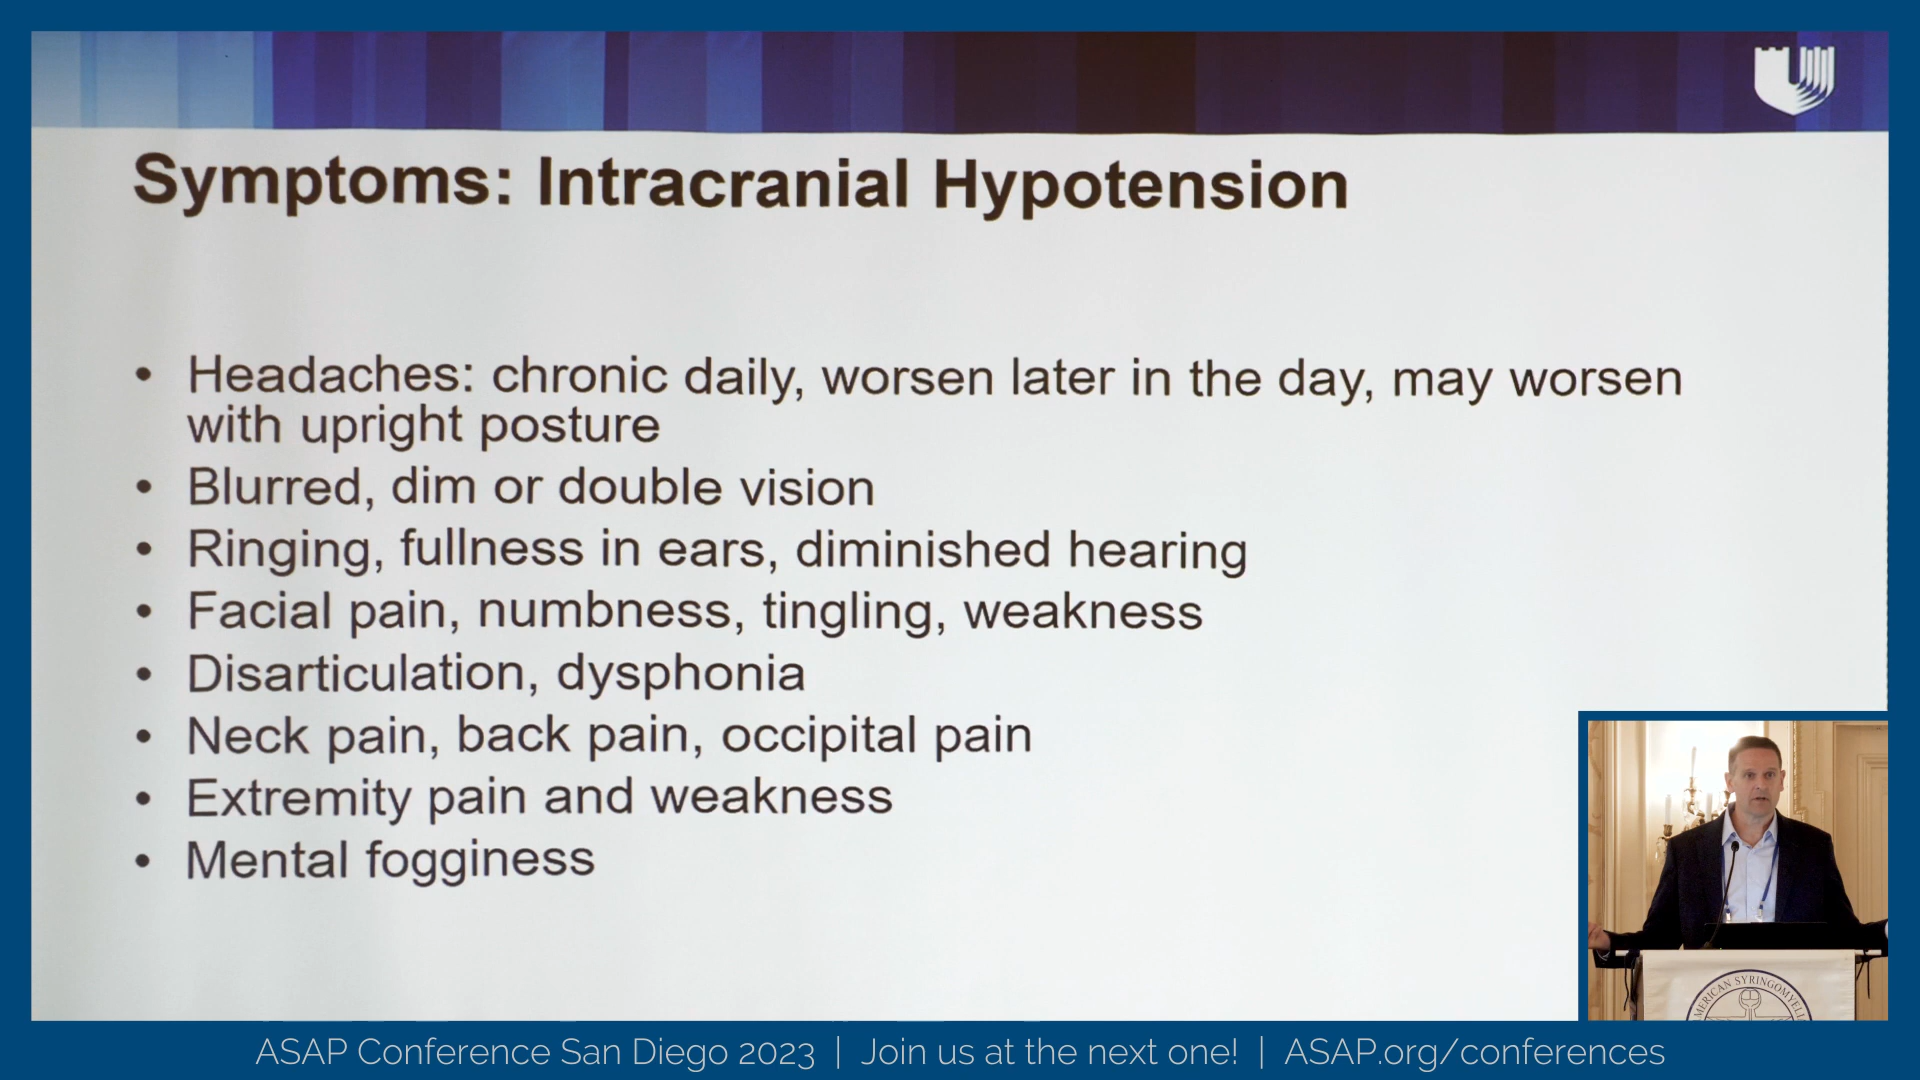 Symptoms: Intracranial Hypotension
• Headaches: chronic daily, worsen later in the day, may worsen
with upright posture
• Blurred, dim or double vision
• Ringing, fullness in ears, diminished hearing
• Facial pain, numbness, tingling, weakness
• Disarticulation, dysphonia
• Neck pain, back pain, occipital pain
• Extremity pain and weakness
• Mental fogginess
AMERICAN SYRINGOMYELI
ASAP Conference San Diego 2023 | Join us at the next one! | ASAP.org/conferences